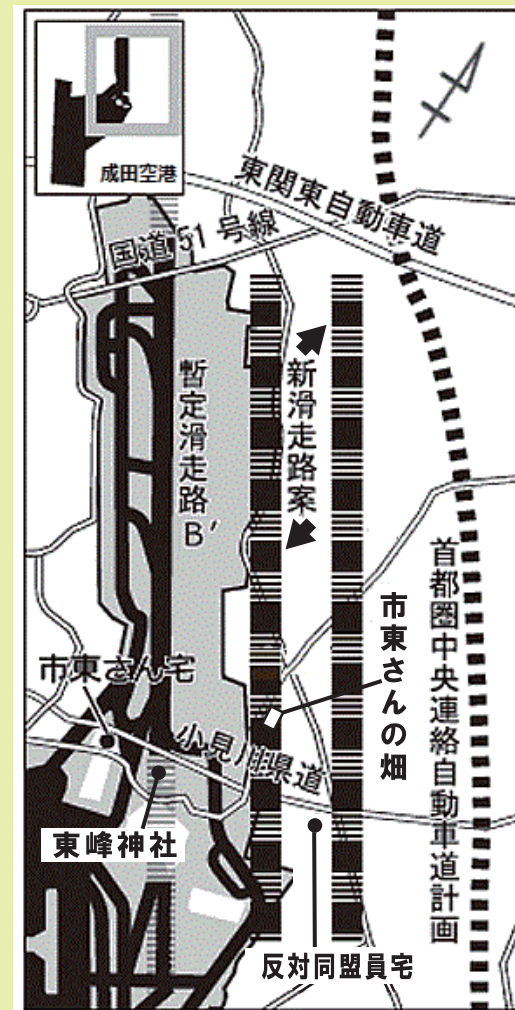 成田空港
東関東自動車道
国道51号線
暫定滑走路B′
新滑走路案
首都圏中央連絡自動車道計画
市東さんの畑
市東さん宅
小見川県道
東峰神社
反対同盟員宅